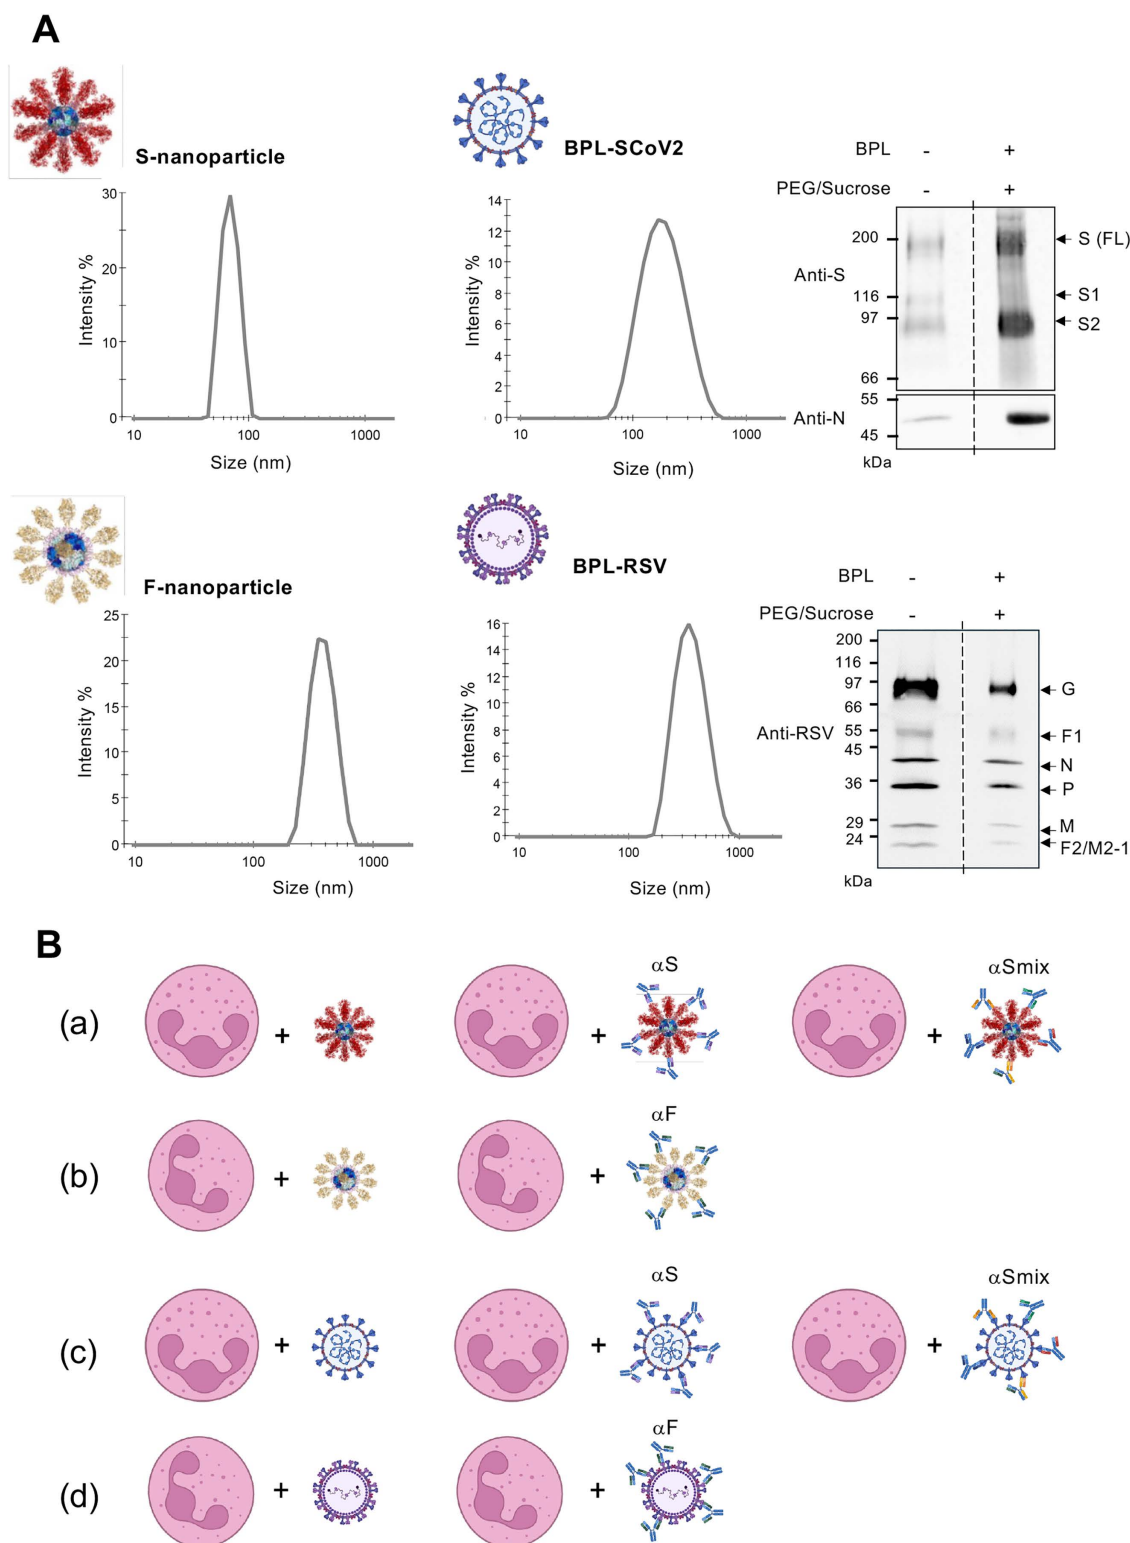 A
S-nanoparticle
Intensity %
30
20
10
0
10 100 1000
Size (nm)
BPL-SCoV2
Intensity %
14
12
10
8
6
4
2
0
10 100 1000
Size (nm)
BPL - +
PEG/Sucrose - +
Anti-S
200
116
97
66
S (FL)
S1
S2
Anti-N
55
45
kDa
F-nanoparticle
Intensity %
25
20
10
5
0
10 100 1000
Size (nm)
BPL-RSV
Intensity %
16
14
12
10
8
6
4
2
0
10 100 1000
Size (nm)
BPL - +
PEG/Sucrose - +
Anti-RSV
200
116
97
66
55
45
36
29
24
kDa
G
F1
N
P
M
F2/M2-1
B
αS αSmix
(a) + + +
αF
(b) + +
αS αSmix
(c) + + +
αF
(d) + +